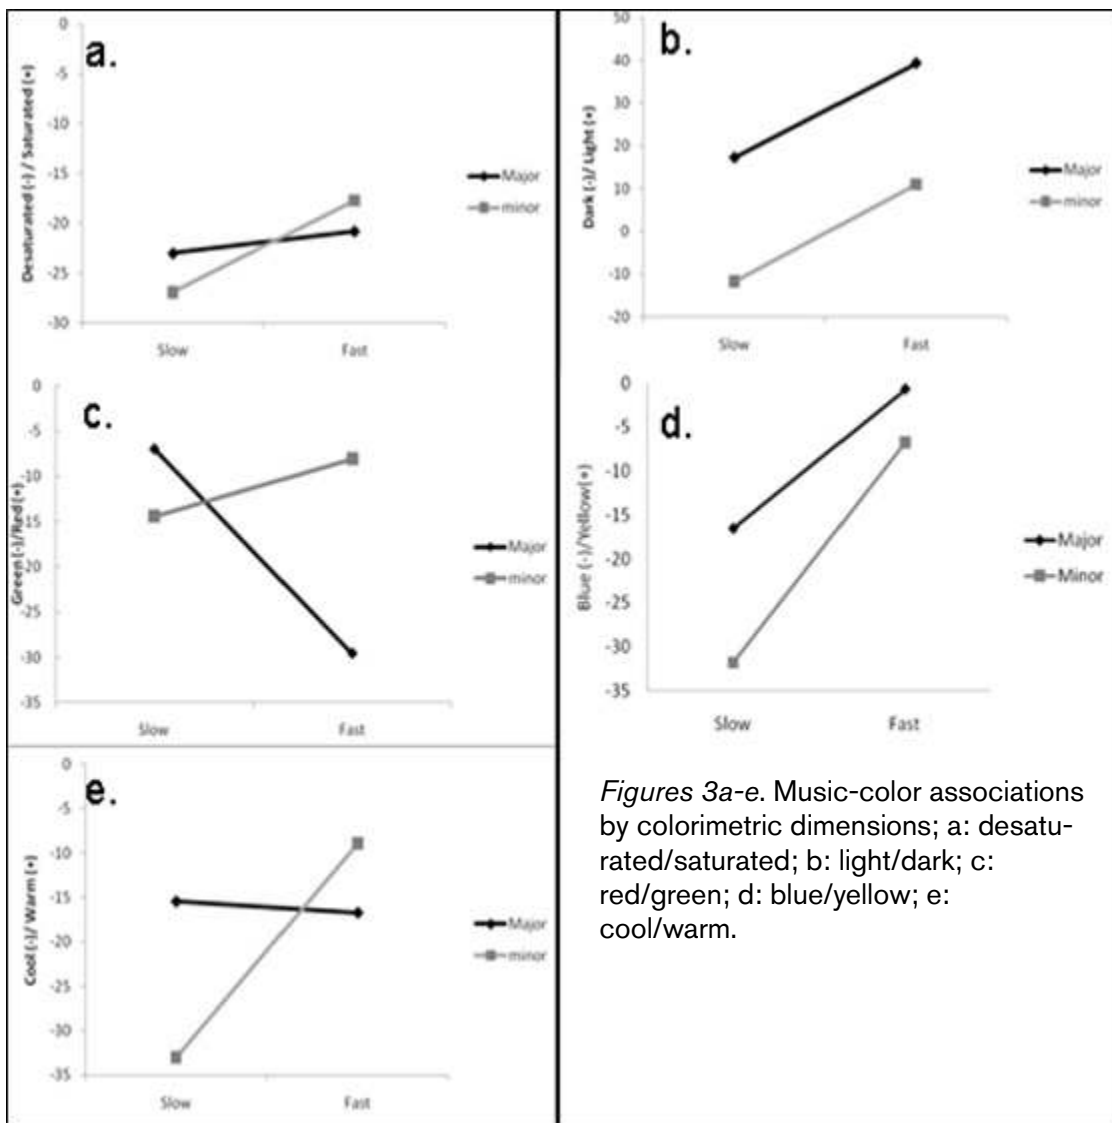 a.
Desaturated (-) / Saturated (+)
0
-5
-10
-15
-20
-25
-30
Slow
Fast
Major
minor
b.
Dark (-)/ Light (+)
50
40
30
20
10
0
-10
-20
Slow
Fast
Major
minor
c.
Green (-)/Red (+)
0
-5
-10
-15
-20
-25
-30
-35
Slow
Fast
Major
minor
d.
Blue (-)/Yellow (+)
0
-5
-10
-15
-20
-25
-30
-35
Slow
Fast
Major
Minor
e.
Cool (-)/ Warm (+)
0
-5
-10
-15
-20
-25
-30
-35
Slow
Fast
Major
minor
Figures 3a-e. Music-color associations
by colorimetric dimensions; a: desatu-
rated/saturated; b: light/dark; c:
red/green; d: blue/yellow; e:
cool/warm.